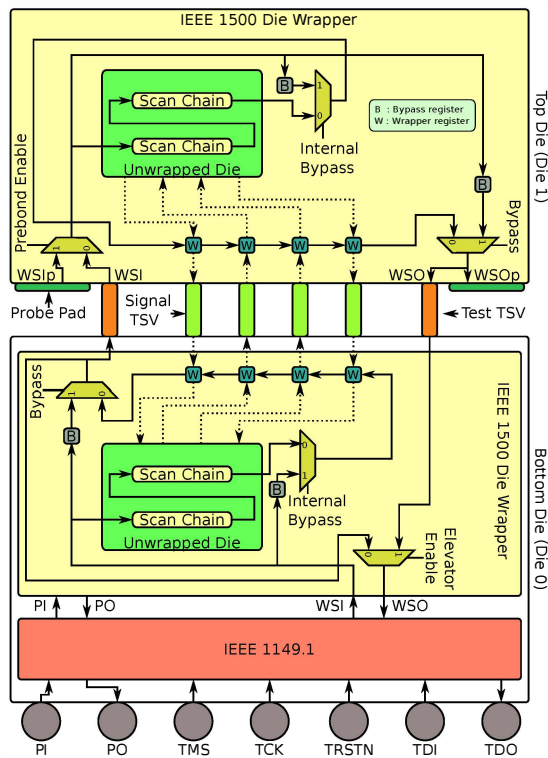 IEEE 1500 Die Wrapper
B
1
0
Scan Chain
Scan Chain
Unwrapped Die
Internal
Bypass
B : Bypass register
W : Wrapper register
Top Die (Die 1)
B
Prebond Enable
Bypass
1 0
W W W W
0 1
WSIp WSI WSO WSOp
Probe Pad
Signal
TSV
Test TSV
W W W W
Bypass
1 0
B
IEEE 1500 Die Wrapper
Bottom Die (Die 0)
Scan Chain
Scan Chain
Unwrapped Die
0
1
B
Internal
Bypass
0 1
Elevator
Enable
PI PO WSI WSO
IEEE 1149.1
PI PO TMS TCK TRSTN TDI TDO